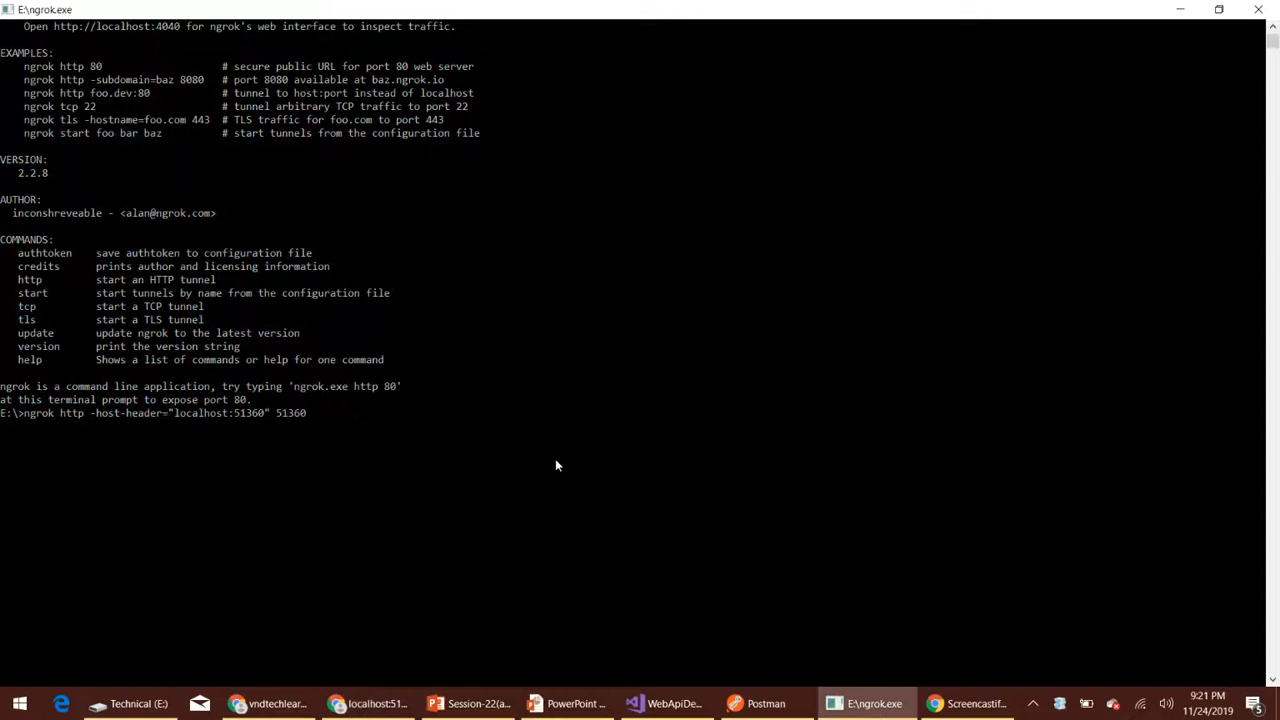 E:\ngrok.exe
Open http://localhost:4040 for ngrok's web interface to inspect traffic.
EXAMPLES:
ngrok http 80 # secure public URL for port 80 web server
ngrok http -subdomain=baz 8080 # port 8080 available at baz.ngrok.io
ngrok http foo.dev:80 # tunnel to host:port instead of localhost
ngrok tcp 22 # tunnel arbitrary TCP traffic to port 22
ngrok tls -hostname=foo.com 443 # TLS traffic for foo.com to port 443
ngrok start foo bar baz # start tunnels from the configuration file
VERSION:
2.2.8
AUTHOR:
inconshreveable - <alan@ngrok.com>
COMMANDS:
authtoken save authtoken to configuration file
credits prints author and licensing information
http start an HTTP tunnel
start start tunnels by name from the configuration file
tcp start a TCP tunnel
tls start a TLS tunnel
update update ngrok to the latest version
version print the version string
help Shows a list of commands or help for one command
ngrok is a command line application, try typing 'ngrok.exe http 80'
at this terminal prompt to expose port 80.
E:\>ngrok http -host-header="localhost:51360" 51360
Technical (E:) vndtechlear... localhost:51... Session-22(a... PowerPoint ... WebApiDe... Postman E:\ngrok.exe Screencastif... 9:21 PM
11/24/2019 5